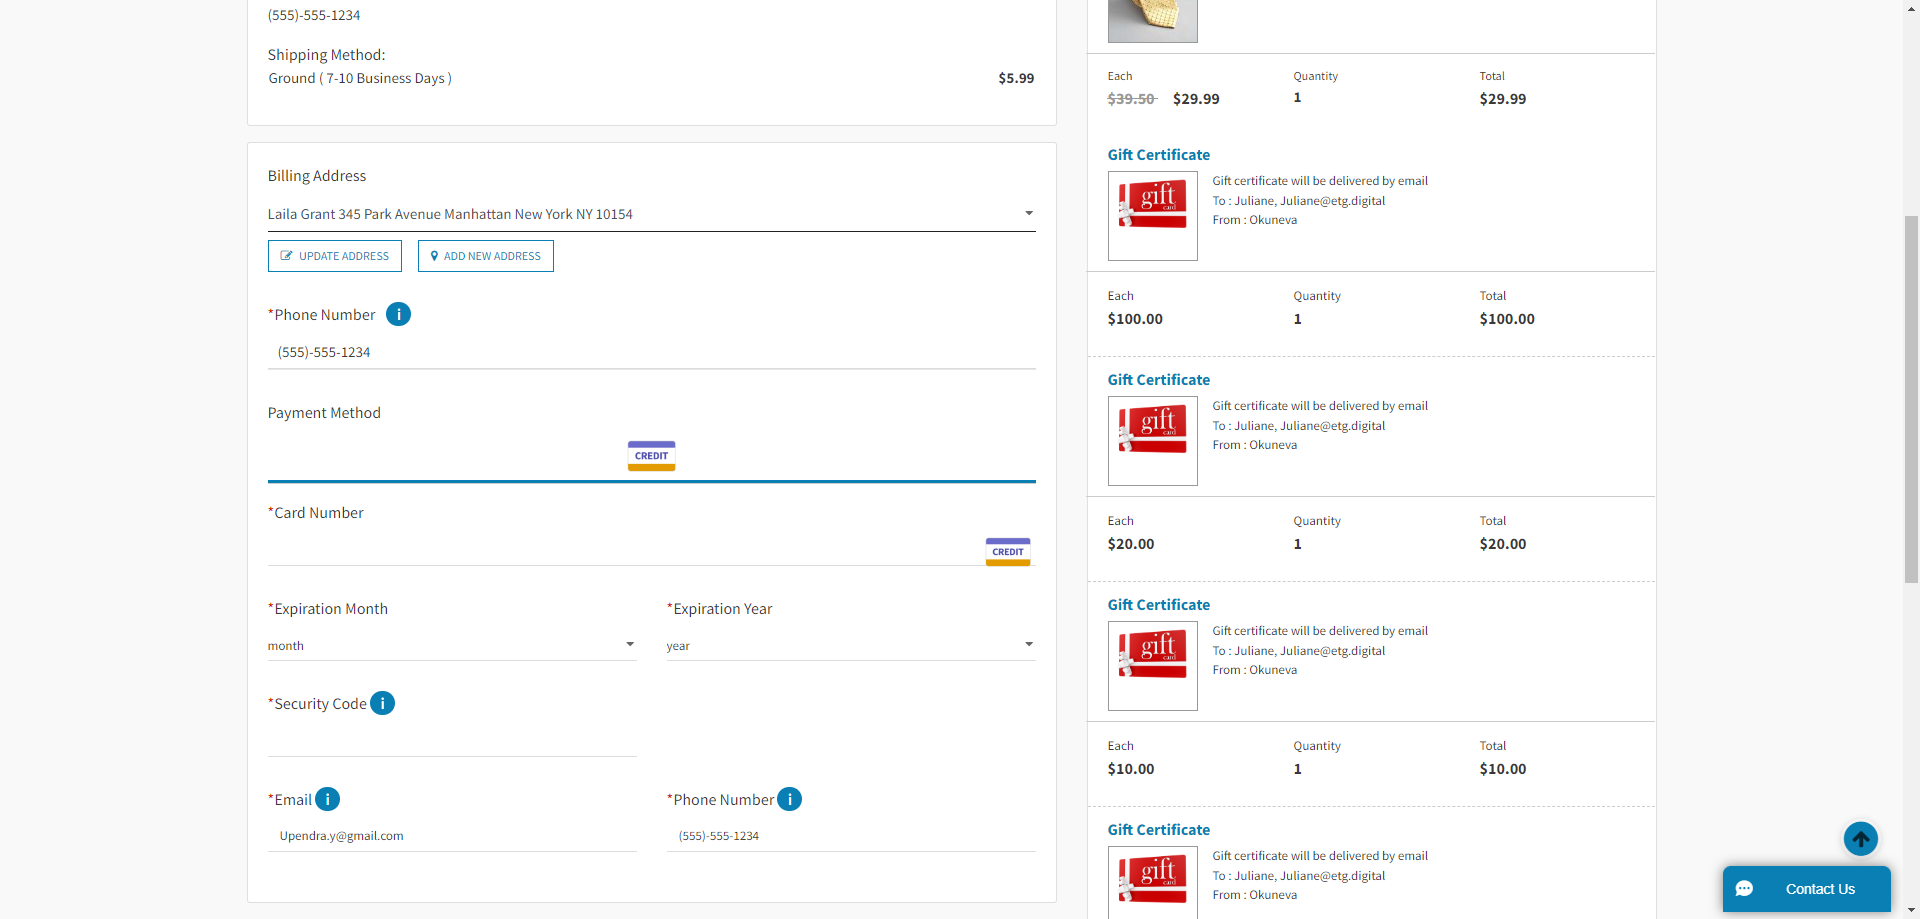 (555)-555-1234
Shipping Method:
Ground ( 7-10 Business Days )
$5.99
Billing Address
Laila Grant 345 Park Avenue Manhattan New York NY 10154
UPDATE ADDRESS
ADD NEW ADDRESS
*Phone Number i
(555)-555-1234
Payment Method
CREDIT
*Card Number
CREDIT
*Expiration Month
*Expiration Year
month
year
*Security Code i
*Email i
*Phone Number i
Upendra.y@gmail.com
(555)-555-1234
Each Quantity Total
$39.50 $29.99 1 $29.99
Gift Certificate
gift
card
Gift certificate will be delivered by email
To : Juliane, Juliane@etg.digital
From : Okuneva
Each Quantity Total
$100.00 1 $100.00
Gift Certificate
gift
card
Gift certificate will be delivered by email
To : Juliane, Juliane@etg.digital
From : Okuneva
Each Quantity Total
$20.00 1 $20.00
Gift Certificate
gift
card
Gift certificate will be delivered by email
To : Juliane, Juliane@etg.digital
From : Okuneva
Each Quantity Total
$10.00 1 $10.00
Gift Certificate
gift
card
Gift certificate will be delivered by email
To : Juliane, Juliane@etg.digital
From : Okuneva
Contact Us